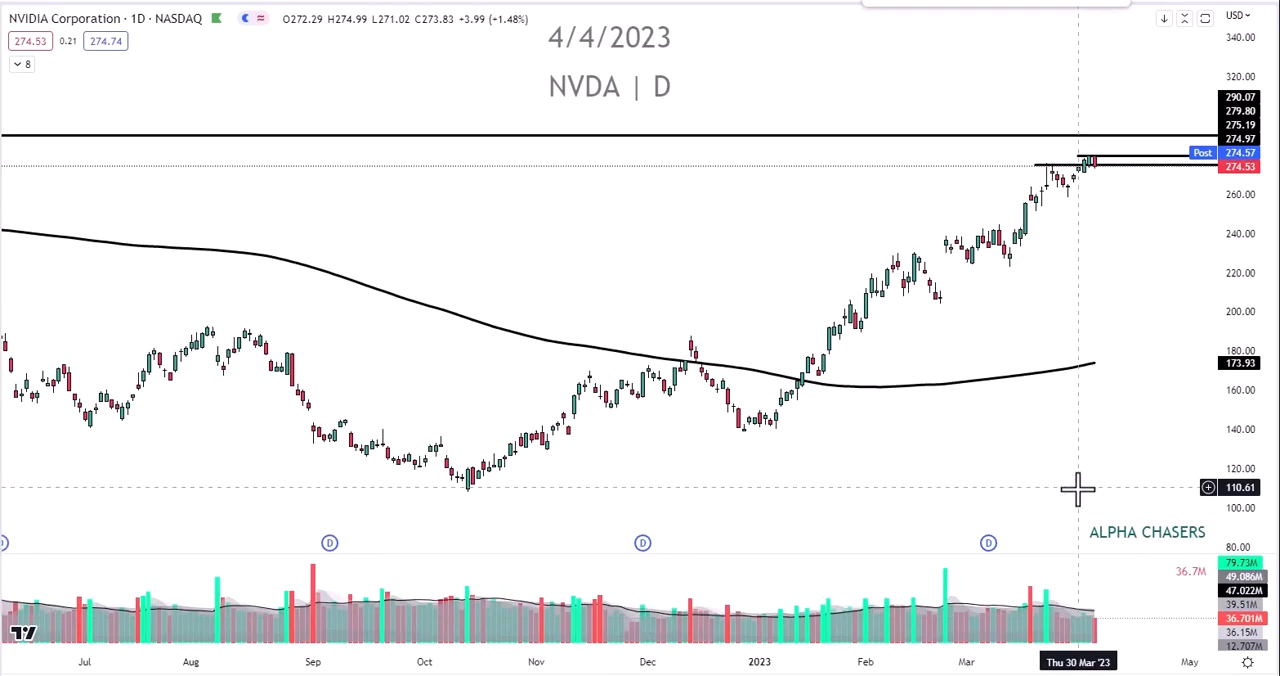 NVIDIA Corporation · 1D · NASDAQ O272.29 H274.99 L271.02 C273.83 +3.99 (+1.48%)
274.53 0.21 274.74
8
4/4/2023
NVDA | D
USD
340.00
320.00
290.07
279.80
275.19
274.97
Post 274.57
274.53
260.00
240.00
220.00
200.00
180.00
173.93
160.00
140.00
120.00
110.61
100.00
80.00
D D D
ALPHA CHASERS
36.7M
79.73M
49.086M
47.022M
39.51M
36.701M
36.15M
12.707M
Jul Aug Sep Oct Nov Dec 2023 Feb Mar Thu 30 Mar '23 May